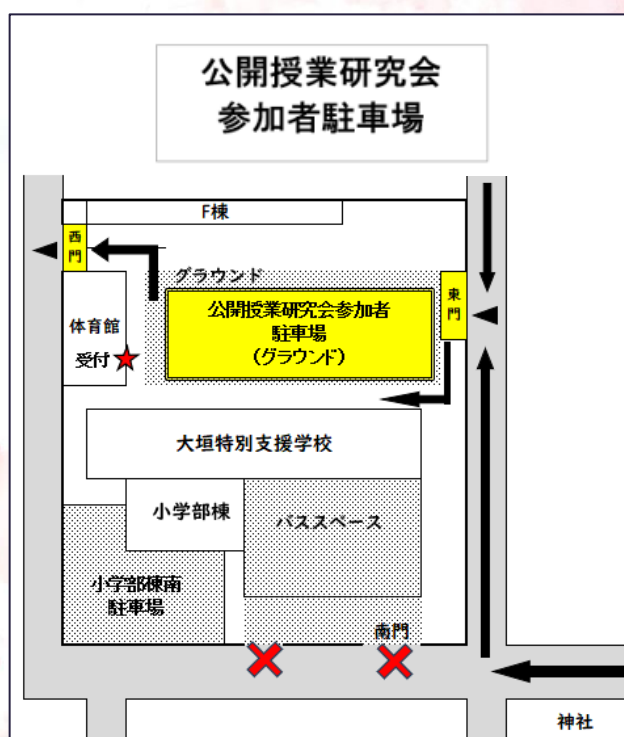 公開授業研究会
参加者駐車場
F棟
西門
グラウンド
東門
公開授業研究会参加者
駐車場
（グラウンド）
体育館
受付
大垣特別支援学校
小学部棟
バススペース
小学部棟南
駐車場
南門
神社